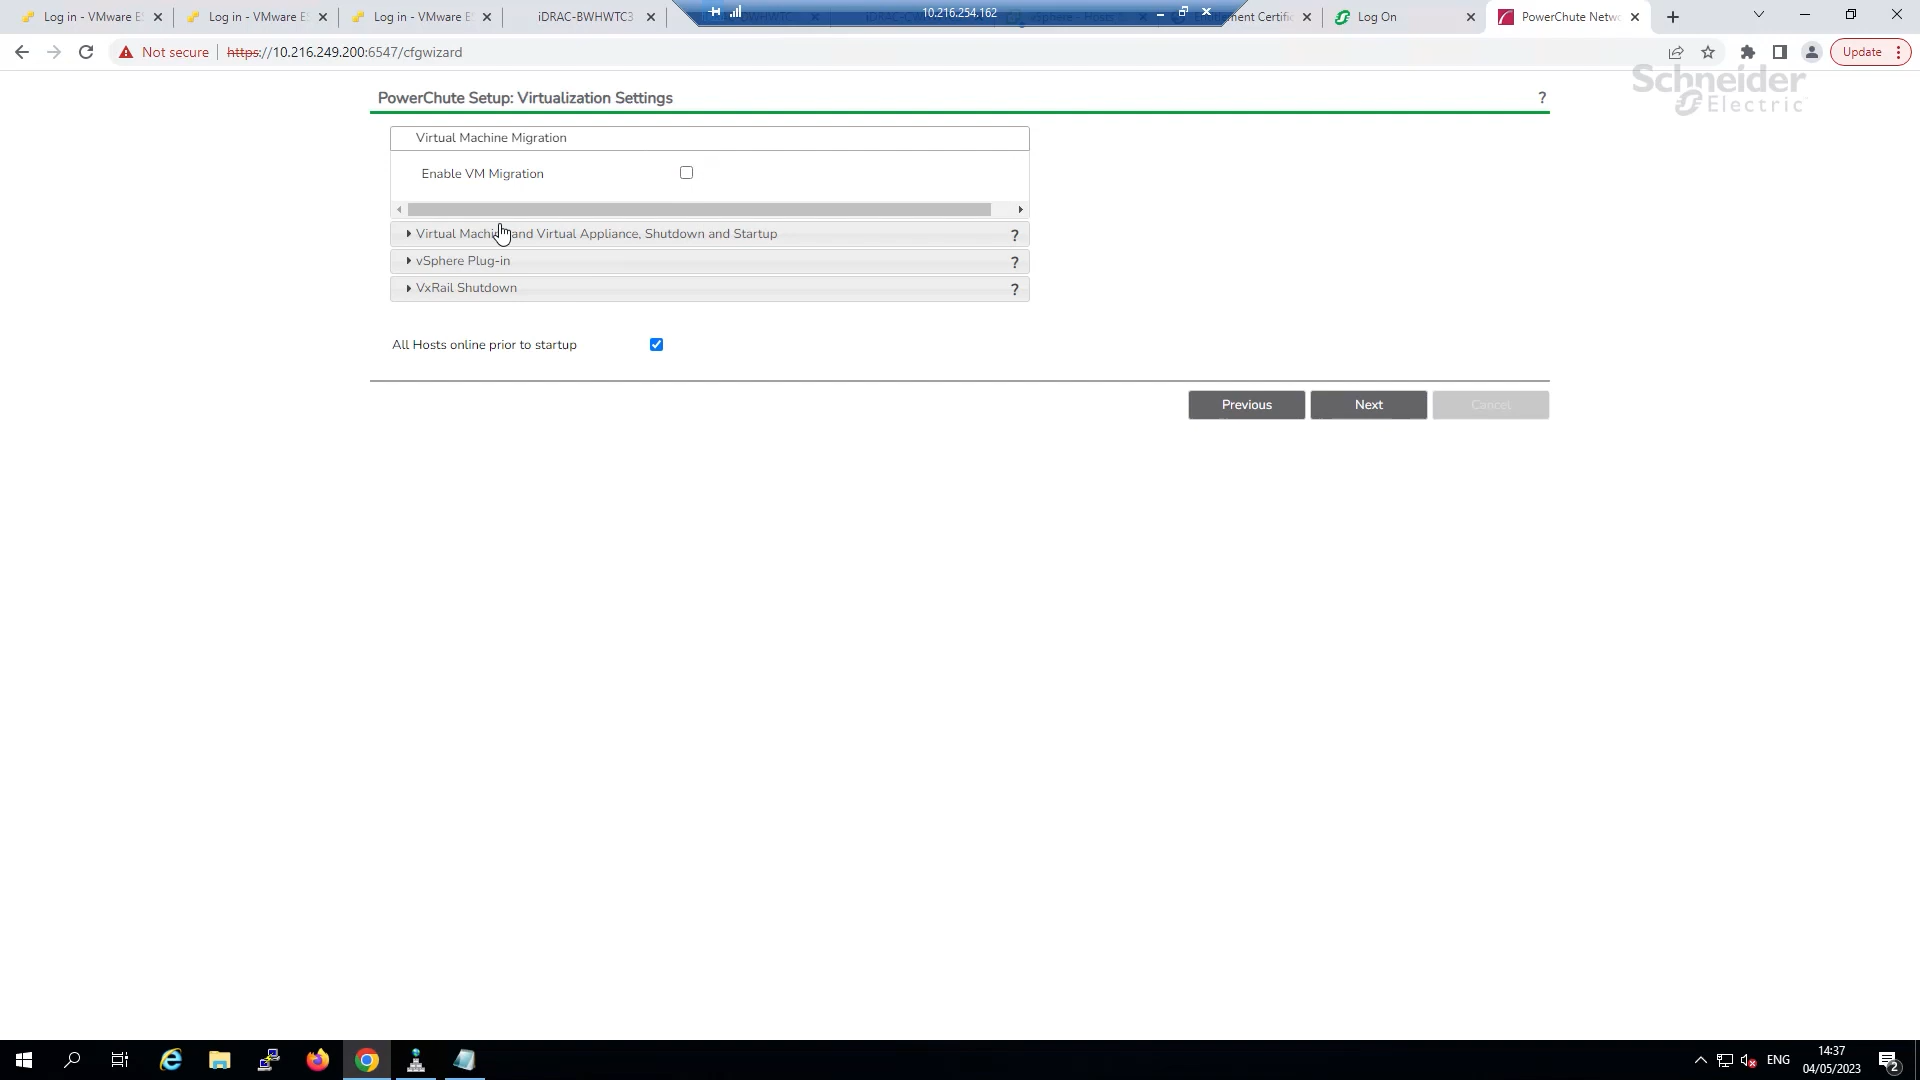 Log in - VMware E
Log in - VMware E
Log in - VMware E
iDRAC-BWHWTC3
10.216.254.162
Log On
PowerChute Netw
Not secure
https://10.216.249.200:6547/cfgwizard
Update
Schneider
Electric
PowerChute Setup: Virtualization Settings
?
Virtual Machine Migration
Enable VM Migration
Virtual Machine and Virtual Appliance, Shutdown and Startup
?
vSphere Plug-in
?
VxRail Shutdown
?
All Hosts online prior to startup
Previous
Next
Cancel
ENG
14:37
04/05/2023
2